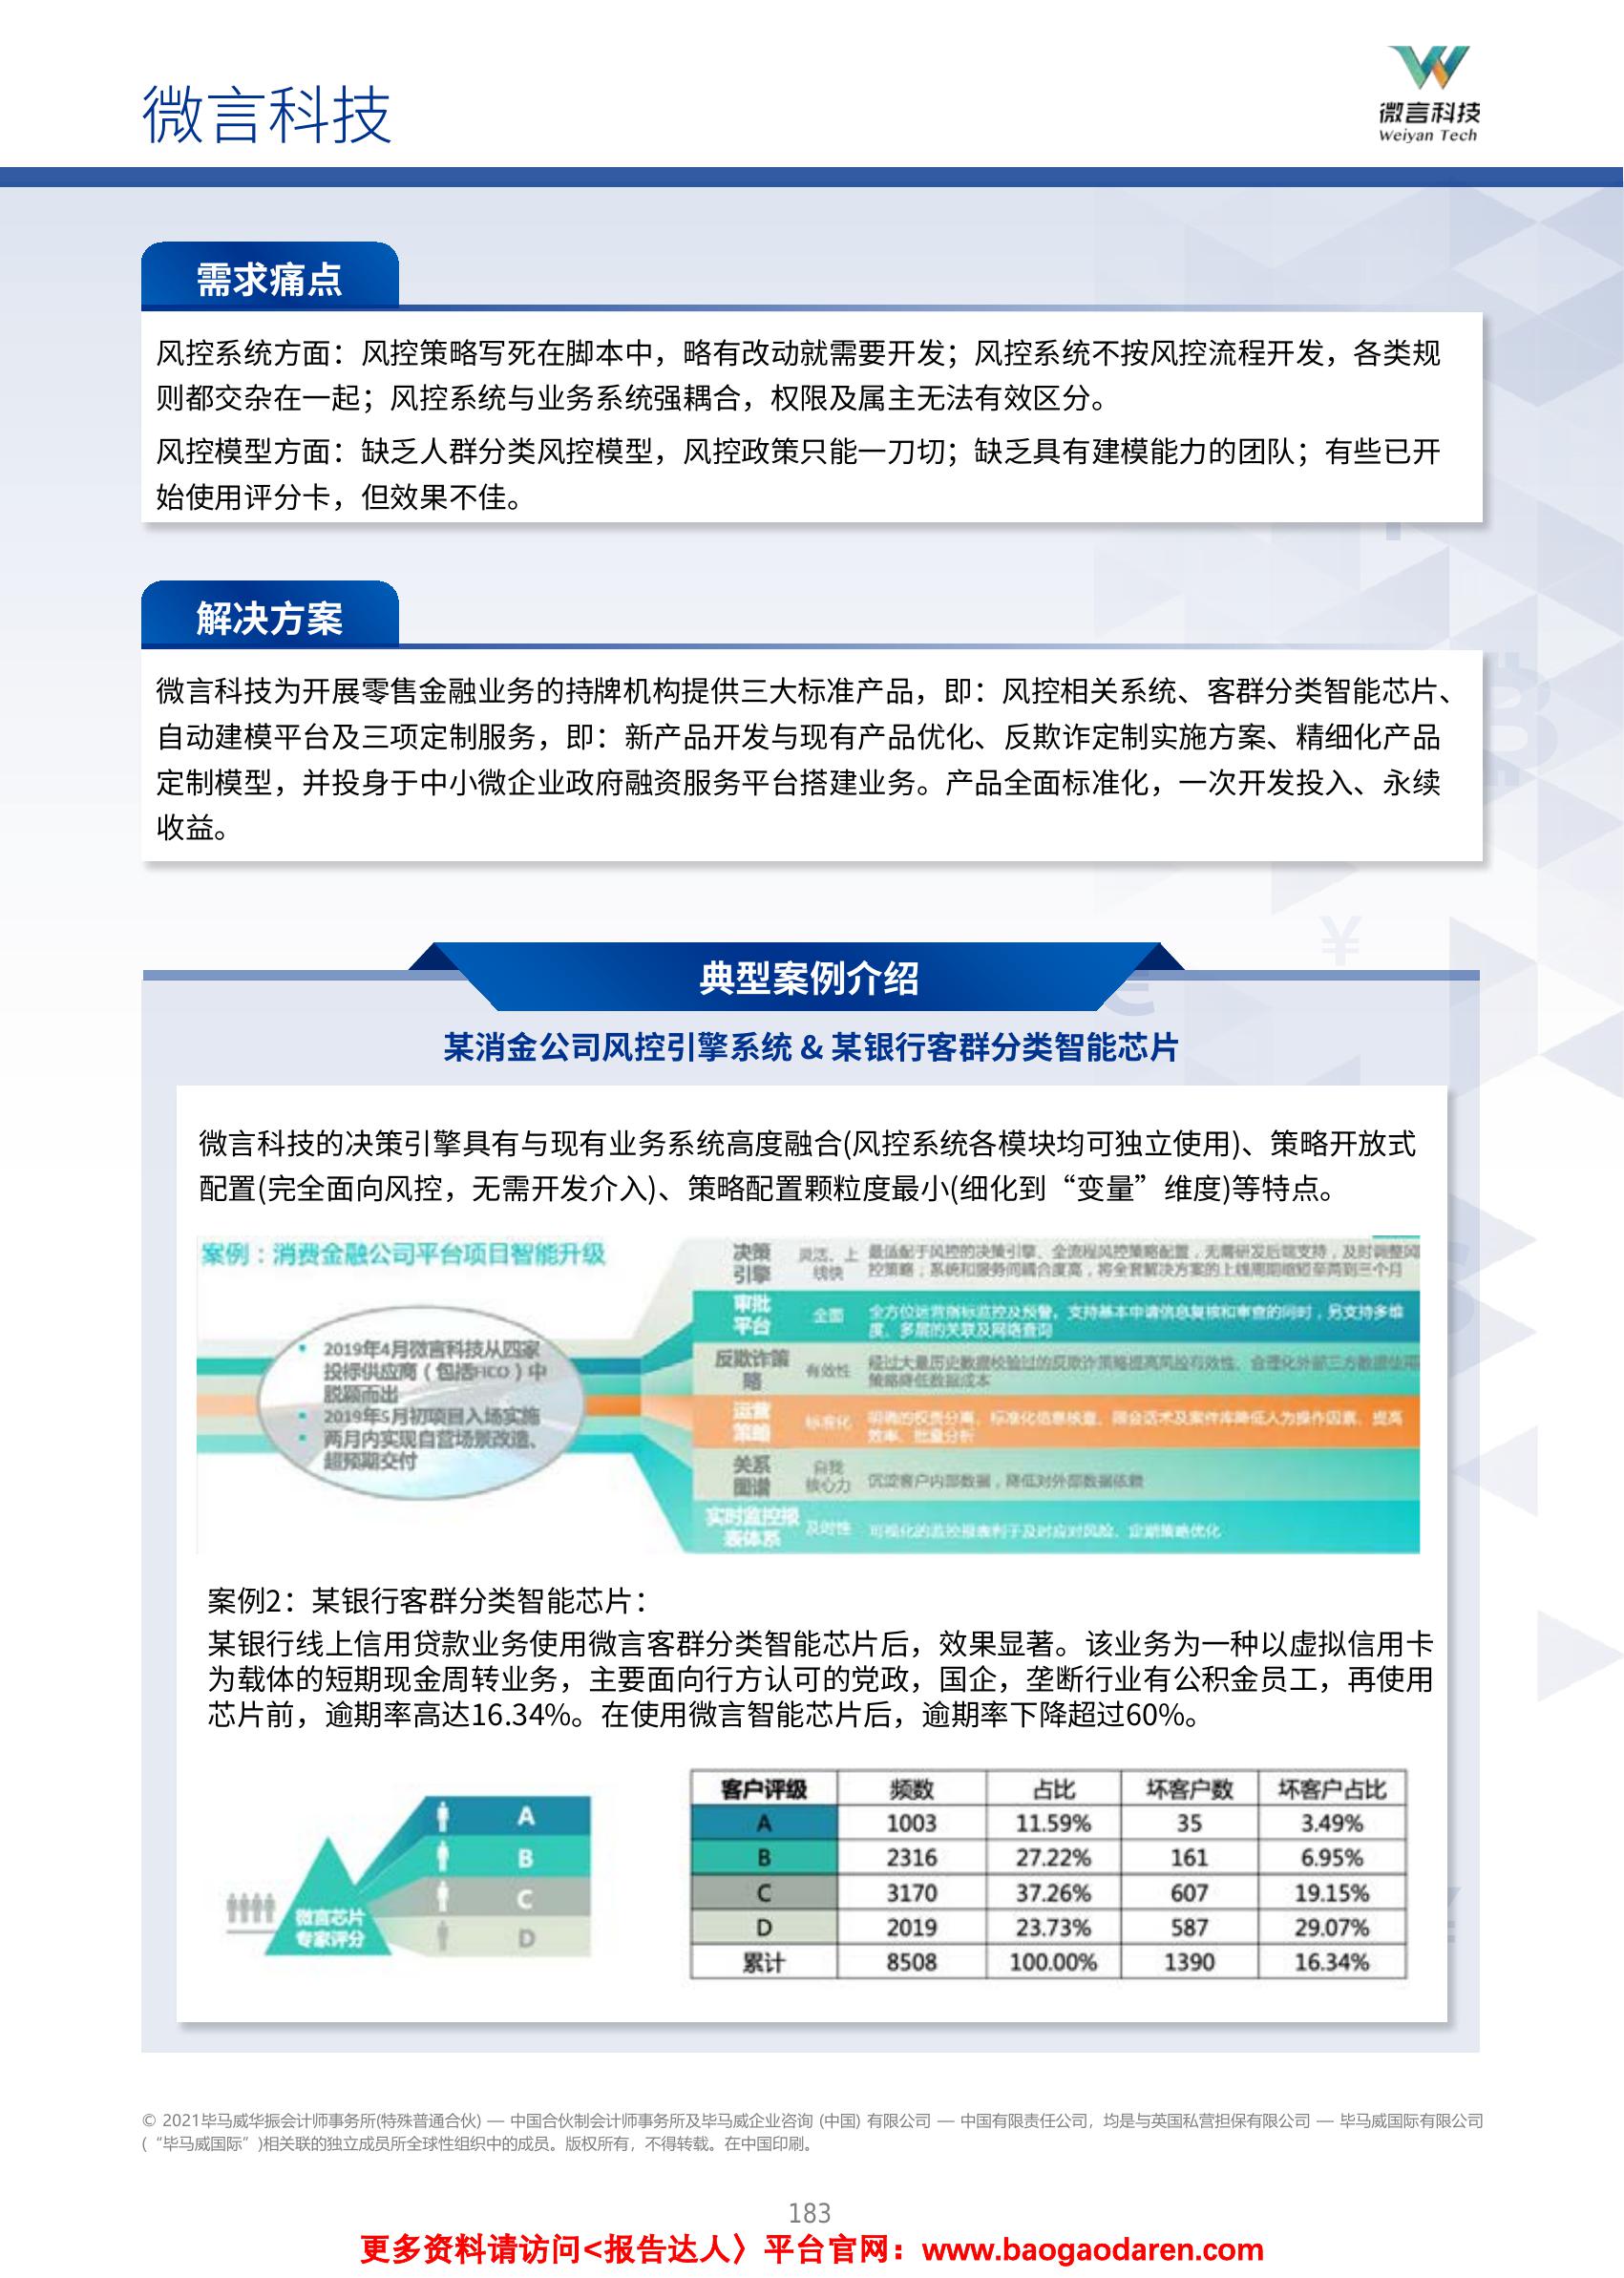 微言科技
微言科技
Weiyan Tech
需求痛点
风控系统方面：风控策略写死在脚本中，略有改动就需要开发；风控系统不按风控流程开发，各类规
则都交杂在一起；风控系统与业务系统强耦合，权限及属主无法有效区分。
风控模型方面：缺乏人群分类风控模型，风控政策只能一刀切；缺乏具有建模能力的团队；有些已开
始使用评分卡，但效果不佳。
解决方案
微言科技为开展零售金融业务的持牌机构提供三大标准产品，即：风控相关系统、客群分类智能芯片、
自动建模平台及三项定制服务，即：新产品开发与现有产品优化、反欺诈定制实施方案、精细化产品
定制模型，并投身于中小微企业政府融资服务平台搭建业务。产品全面标准化，一次开发投入、永续
收益。
典型案例介绍
某消金公司风控引擎系统 & 某银行客群分类智能芯片
微言科技的决策引擎具有与现有业务系统高度融合(风控系统各模块均可独立使用)、策略开放式
配置(完全面向风控，无需开发介入)、策略配置颗粒度最小(细化到“变量”维度)等特点。
案例：消费金融公司平台项目智能升级
• 2019年4月微言科技从四家
投标供应商（包括FICO）中
脱颖而出
• 2019年5月初项目入场实施
• 两月内实现自营场景改造、
超预期交付
决策
引擎
灵活、上
线快
最适配于风控的决策引擎、全流程风控策略配置，无需研发后端支持，及时调整风
控策略，系统和服务间耦合度高，将全套解决方案的上线周期缩短至两到三个月
审批
平台
全面
全方位运营指标监控及预警，支持基本申请信息复核和审查的同时，另支持多维
度、多层的关联及网络查询
反欺诈策
略
有效性
经过大量历史数据校验过的反欺诈策略提高风险有效性、合理化外部三方数据使用
策略降低数据成本
运营
策略
标准化
明确的权责分离、标准化信息核查、照会话术及案件库降低人为操作因素、提高
效率、批量分析
关系
图谱
自我
核心力
沉淀客户内部数据，降低对外部数据依赖
实时监控报
表体系
及时性
可视化的监控报表利于及时应对风险、定期策略优化
案例2：某银行客群分类智能芯片：
某银行线上信用贷款业务使用微言客群分类智能芯片后，效果显著。该业务为一种以虚拟信用卡
为载体的短期现金周转业务，主要面向行方认可的党政，国企，垄断行业有公积金员工，再使用
芯片前，逾期率高达16.34%。在使用微言智能芯片后，逾期率下降超过60%。
微言芯片
专家评分
A
B
C
D
客户评级 频数 占比 坏客户数 坏客户占比
A 1003 11.59% 35 3.49%
B 2316 27.22% 161 6.95%
C 3170 37.26% 607 19.15%
D 2019 23.73% 587 29.07%
累计 8508 100.00% 1390 16.34%
© 2021毕马威华振会计师事务所(特殊普通合伙) — 中国合伙制会计师事务所及毕马威企业咨询 (中国) 有限公司 — 中国有限责任公司，均是与英国私营担保有限公司 — 毕马威国际有限公司
(“毕马威国际”)相关联的独立成员所全球性组织中的成员。版权所有，不得转载。在中国印刷。
183
更多资料请访问<报告达人〉平台官网：www.baogaodaren.com